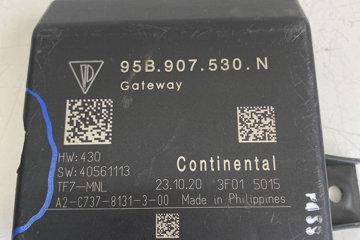 95B.907.530.N
Gateway
HW:430
SW:40561113
Continental
TF7-MNL 23.10.20 3F01 5015
A2-C737-8131-3-00 Made in Philippines